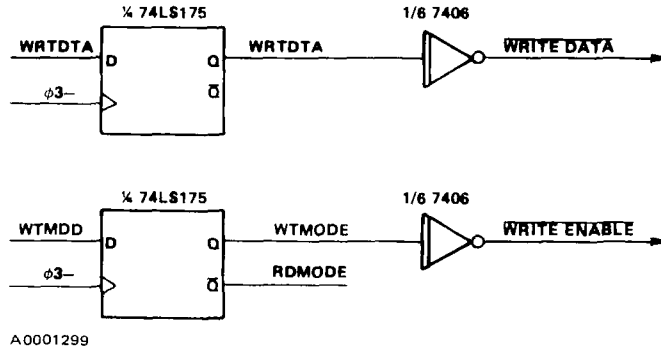 ¼ 74LS175
1/6 7406
WRTDTA
D
Q
WRTDTA
WRITE DATA
ϕ3–
Q̅
¼ 74LS175
1/6 7406
WTMDD
D
Q
WTMODE
WRITE ENABLE
ϕ3–
Q̅
RDMODE
A0001299